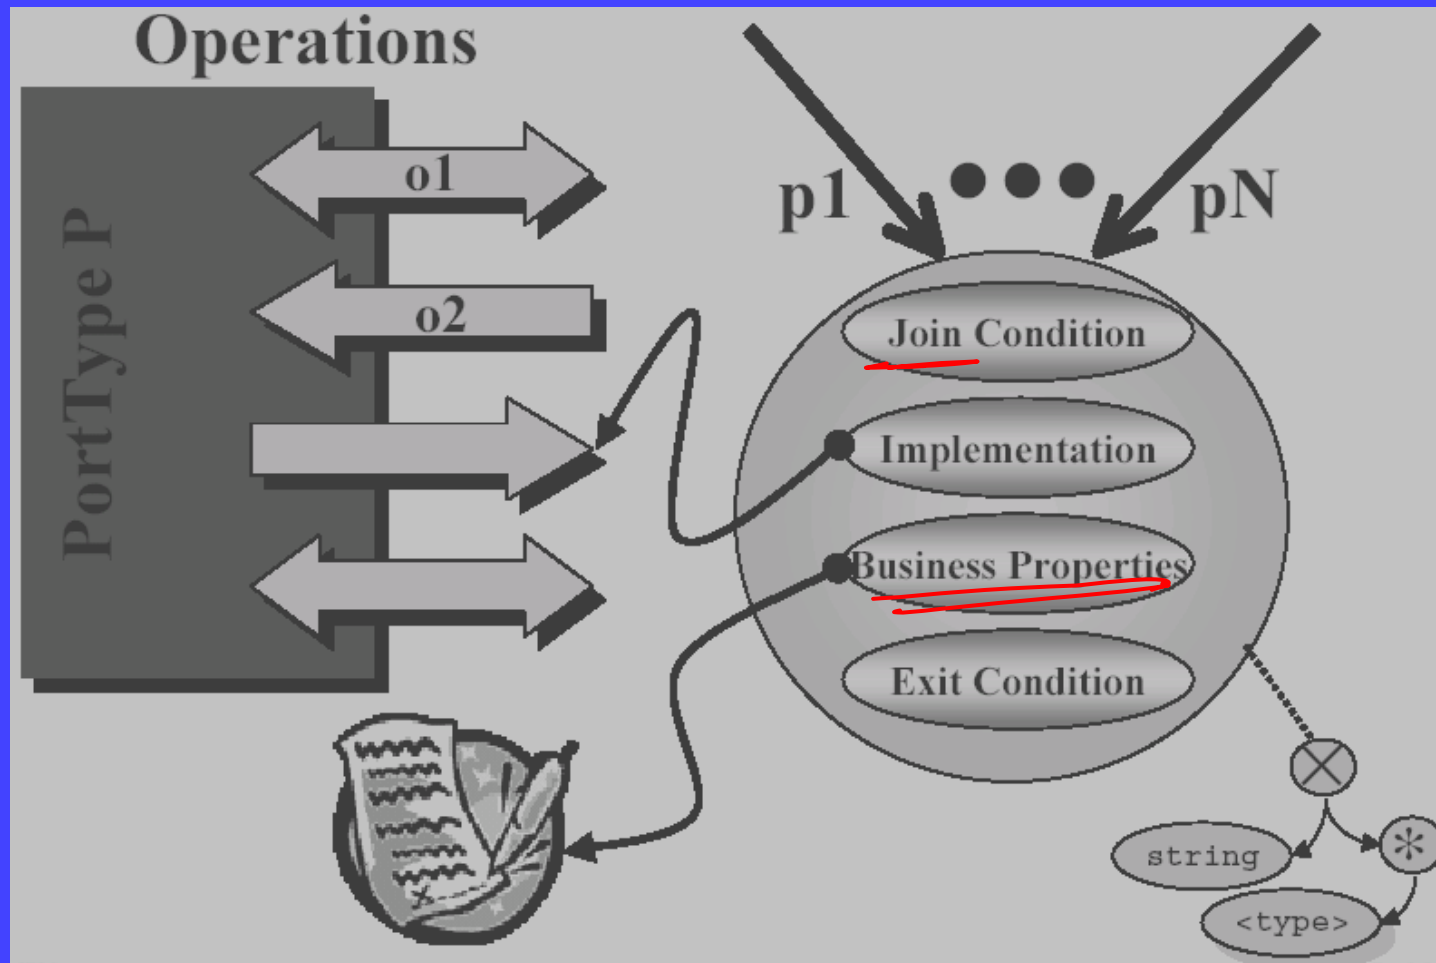 Operations
PortType P
o1
o2
p1
pN
Join Condition
Implementation
Business Properties
Exit Condition
string
*
<type>